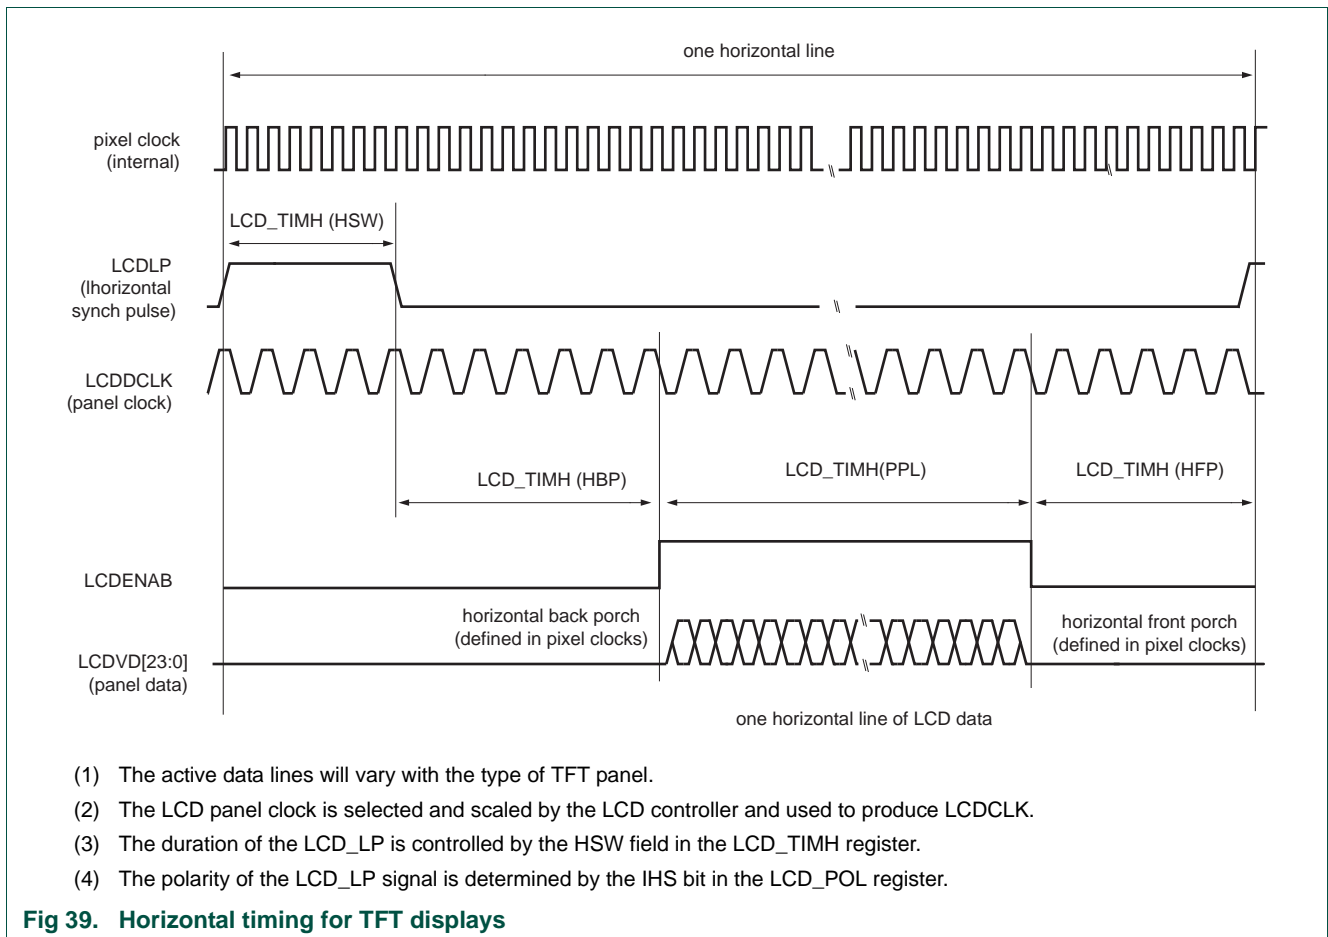 one horizontal line
pixel clock
(internal)
LCD_TIMH (HSW)
LCDLP
(lhorizontal
synch pulse)
LCDDCLK
(panel clock)
LCD_TIMH (HBP)
LCD_TIMH(PPL)
LCD_TIMH (HFP)
LCDENAB
horizontal back porch
(defined in pixel clocks)
horizontal front porch
(defined in pixel clocks)
LCDVD[23:0]
(panel data)
one horizontal line of LCD data
(1) The active data lines will vary with the type of TFT panel.
(2) The LCD panel clock is selected and scaled by the LCD controller and used to produce LCDCLK.
(3) The duration of the LCD_LP is controlled by the HSW field in the LCD_TIMH register.
(4) The polarity of the LCD_LP signal is determined by the IHS bit in the LCD_POL register.
Fig 39. Horizontal timing for TFT displays